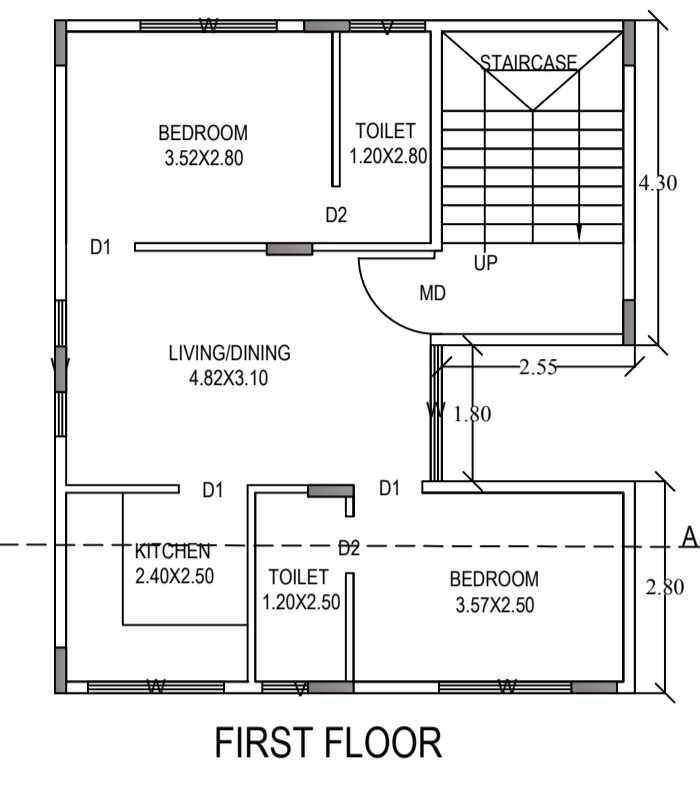 W
V
STAIRCASE
BEDROOM
3.52X2.80
TOILET
1.20X2.80
4.30
D2
D1
UP
MD
LIVING/DINING
4.82X3.10
W
2.55
W
1.80
D1
D1
A
KITCHEN
2.40X2.50
D2
TOILET
1.20X2.50
BEDROOM
3.57X2.50
2.80
W
V
W
FIRST FLOOR